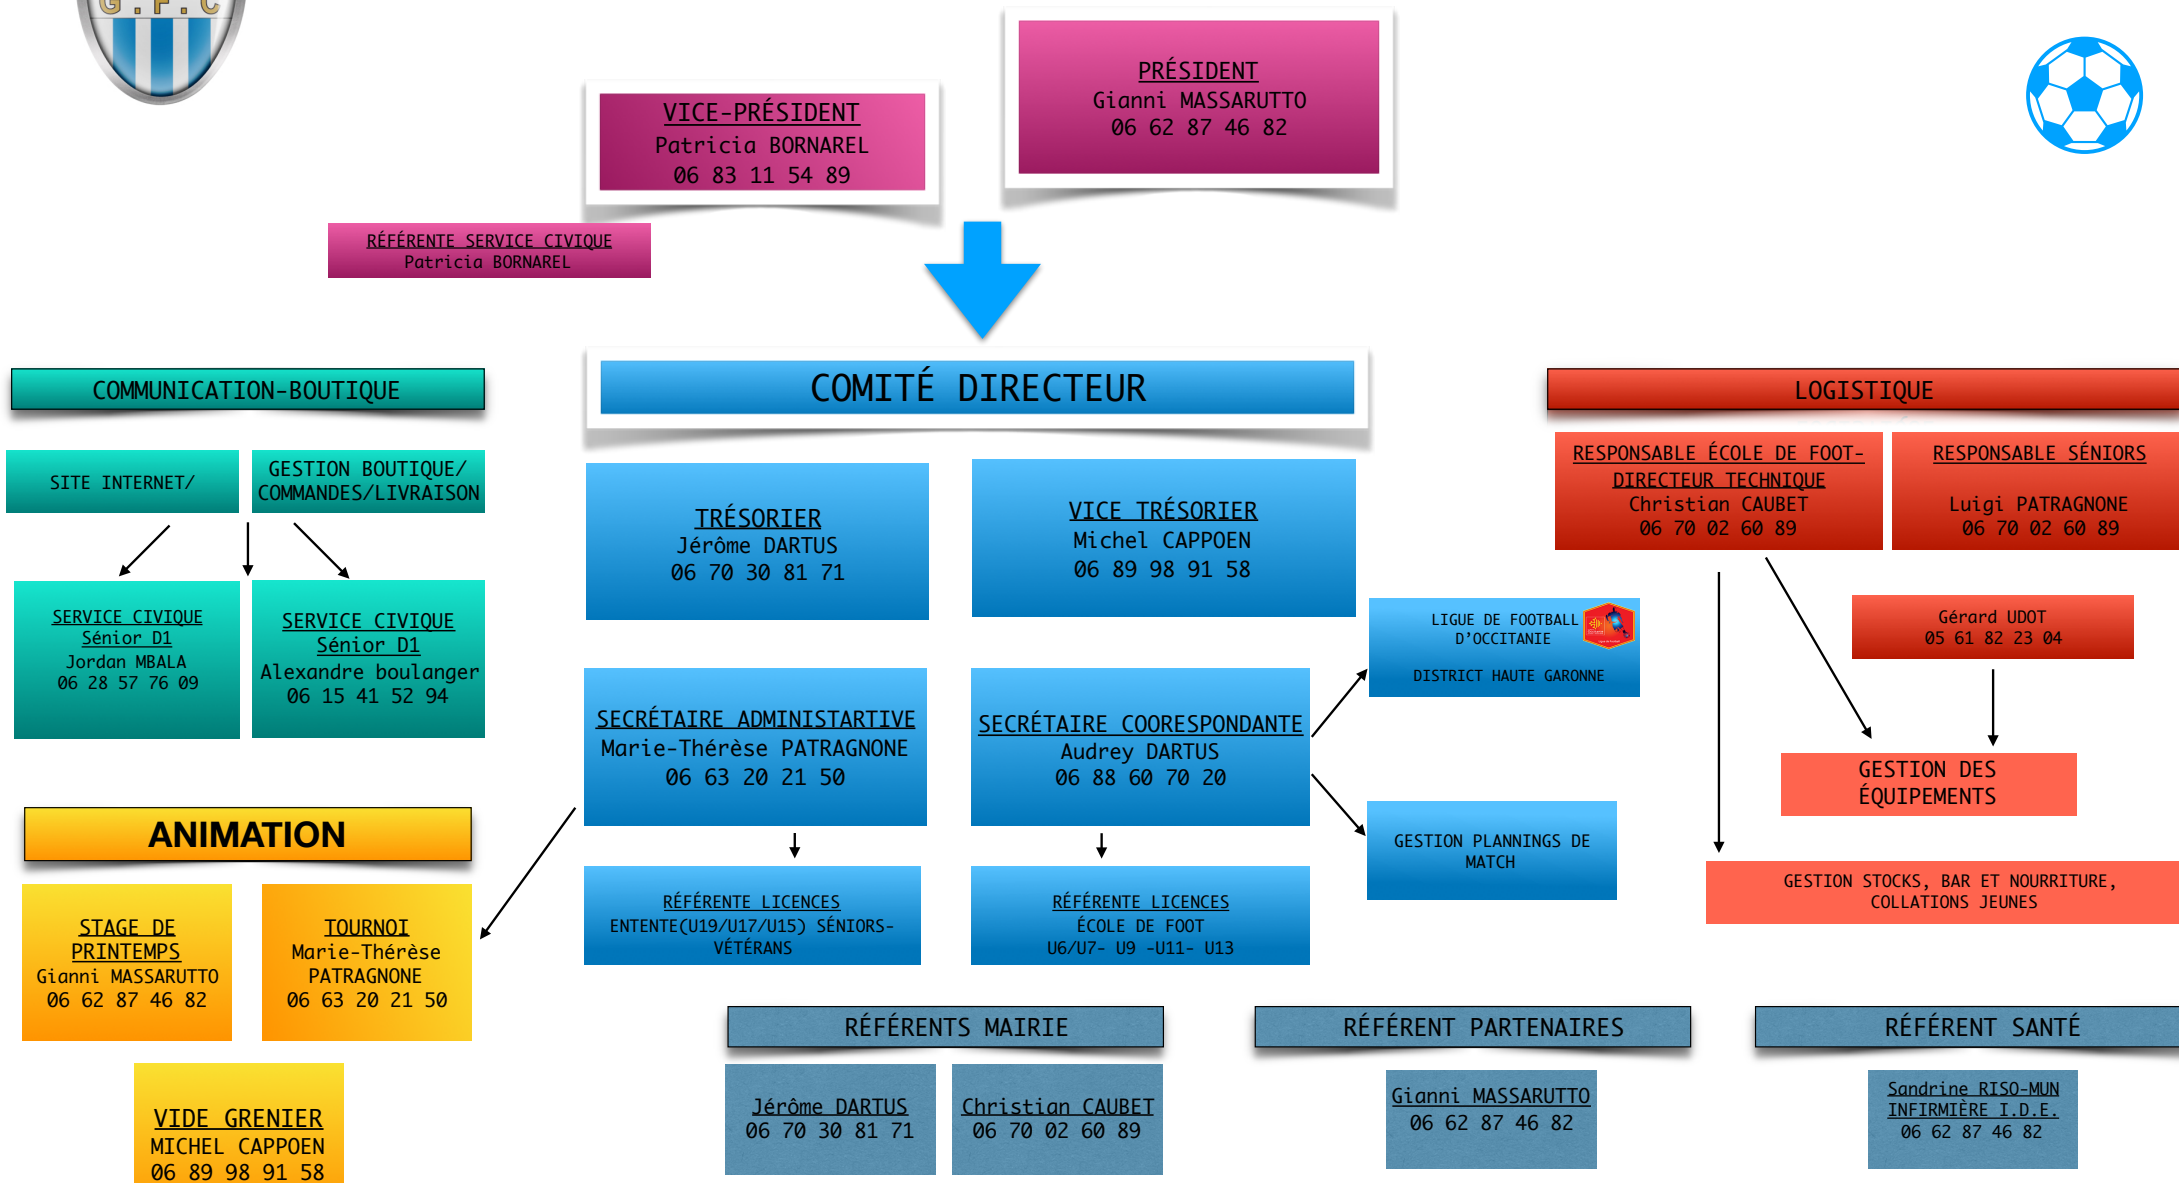 G.F.C
PRÉSIDENT
Gianni MASSARUTTO
06 62 87 46 82
VICE-PRÉSIDENT
Patricia BORNAREL
06 83 11 54 89
RÉFÉRENTE SERVICE CIVIQUE
Patricia BORNAREL
COMMUNICATION-BOUTIQUE
SITE INTERNET/
GESTION BOUTIQUE/
COMMANDES/LIVRAISON
SERVICE CIVIQUE
Sénior D1
Jordan MBALA
06 28 57 76 09
SERVICE CIVIQUE
Sénior D1
Alexandre boulanger
06 15 41 52 94
COMITÉ DIRECTEUR
TRÉSORIER
Jérôme DARTUS
06 70 30 81 71
VICE TRÉSORIER
Michel CAPPOEN
06 89 98 91 58
SECRÉTAIRE ADMINISTARTIVE
Marie-Thérèse PATRAGNONE
06 63 20 21 50
SECRÉTAIRE COORESPONDANTE
Audrey DARTUS
06 88 60 70 20
LIGUE DE FOOTBALL
D'OCCITANIE
DISTRICT HAUTE GARONNE
GESTION PLANNINGS DE
MATCH
RÉFÉRENTE LICENCES
ENTENTE(U19/U17/U15) SÉNIORS-
VÉTÉRANS
RÉFÉRENTE LICENCES
ÉCOLE DE FOOT
U6/U7- U9 -U11- U13
LOGISTIQUE
RESPONSABLE ÉCOLE DE FOOT-
DIRECTEUR TECHNIQUE
Christian CAUBET
06 70 02 60 89
RESPONSABLE SÉNIORS
Luigi PATRAGNONE
06 70 02 60 89
Gérard UDOT
05 61 82 23 04
GESTION DES
ÉQUIPEMENTS
GESTION STOCKS, BAR ET NOURRITURE,
COLLATIONS JEUNES
ANIMATION
STAGE DE
PRINTEMPS
Gianni MASSARUTTO
06 62 87 46 82
TOURNOI
Marie-Thérèse
PATRAGNONE
06 63 20 21 50
VIDE GRENIER
MICHEL CAPPOEN
06 89 98 91 58
RÉFÉRENTS MAIRIE
Jérôme DARTUS
06 70 30 81 71
Christian CAUBET
06 70 02 60 89
RÉFÉRENT PARTENAIRES
Gianni MASSARUTTO
06 62 87 46 82
RÉFÉRENT SANTÉ
Sandrine RISO-MUN
INFIRMIÈRE I.D.E.
06 62 87 46 82